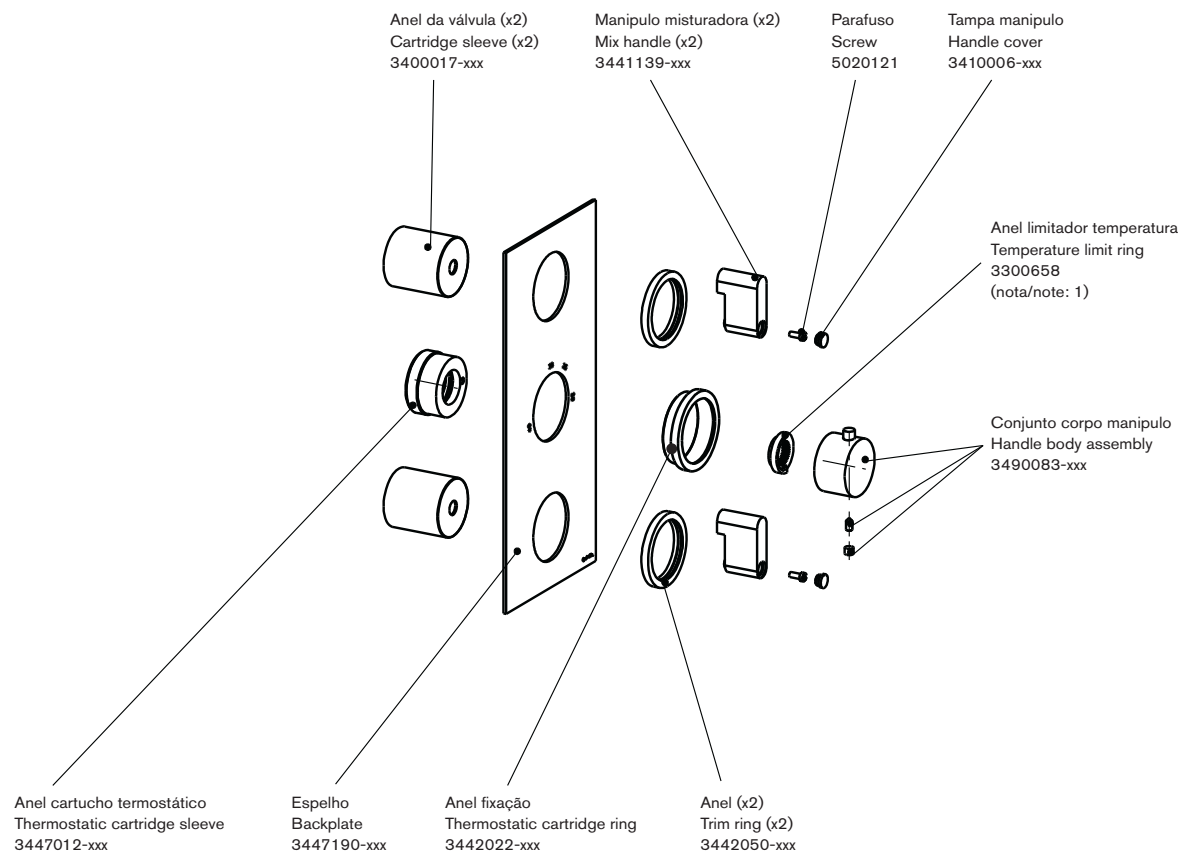 Anel da válvula (x2)
Cartridge sleeve (x2)
3400017-xxx
Manipulo misturadora (x2)
Mix handle (x2)
3441139-xxx
Parafuso
Screw
5020121
Tampa manipulo
Handle cover
3410006-xxx
Anel limitador temperatura
Temperature limit ring
3300658
(nota/note: 1)
Conjunto corpo manipulo
Handle body assembly
3490083-xxx
Anel cartucho termostático
Thermostatic cartridge sleeve
3447012-xxx
Espelho
Backplate
3447190-xxx
Anel fixação
Thermostatic cartridge ring
3442022-xxx
Anel (x2)
Trim ring (x2)
3442050-xxx